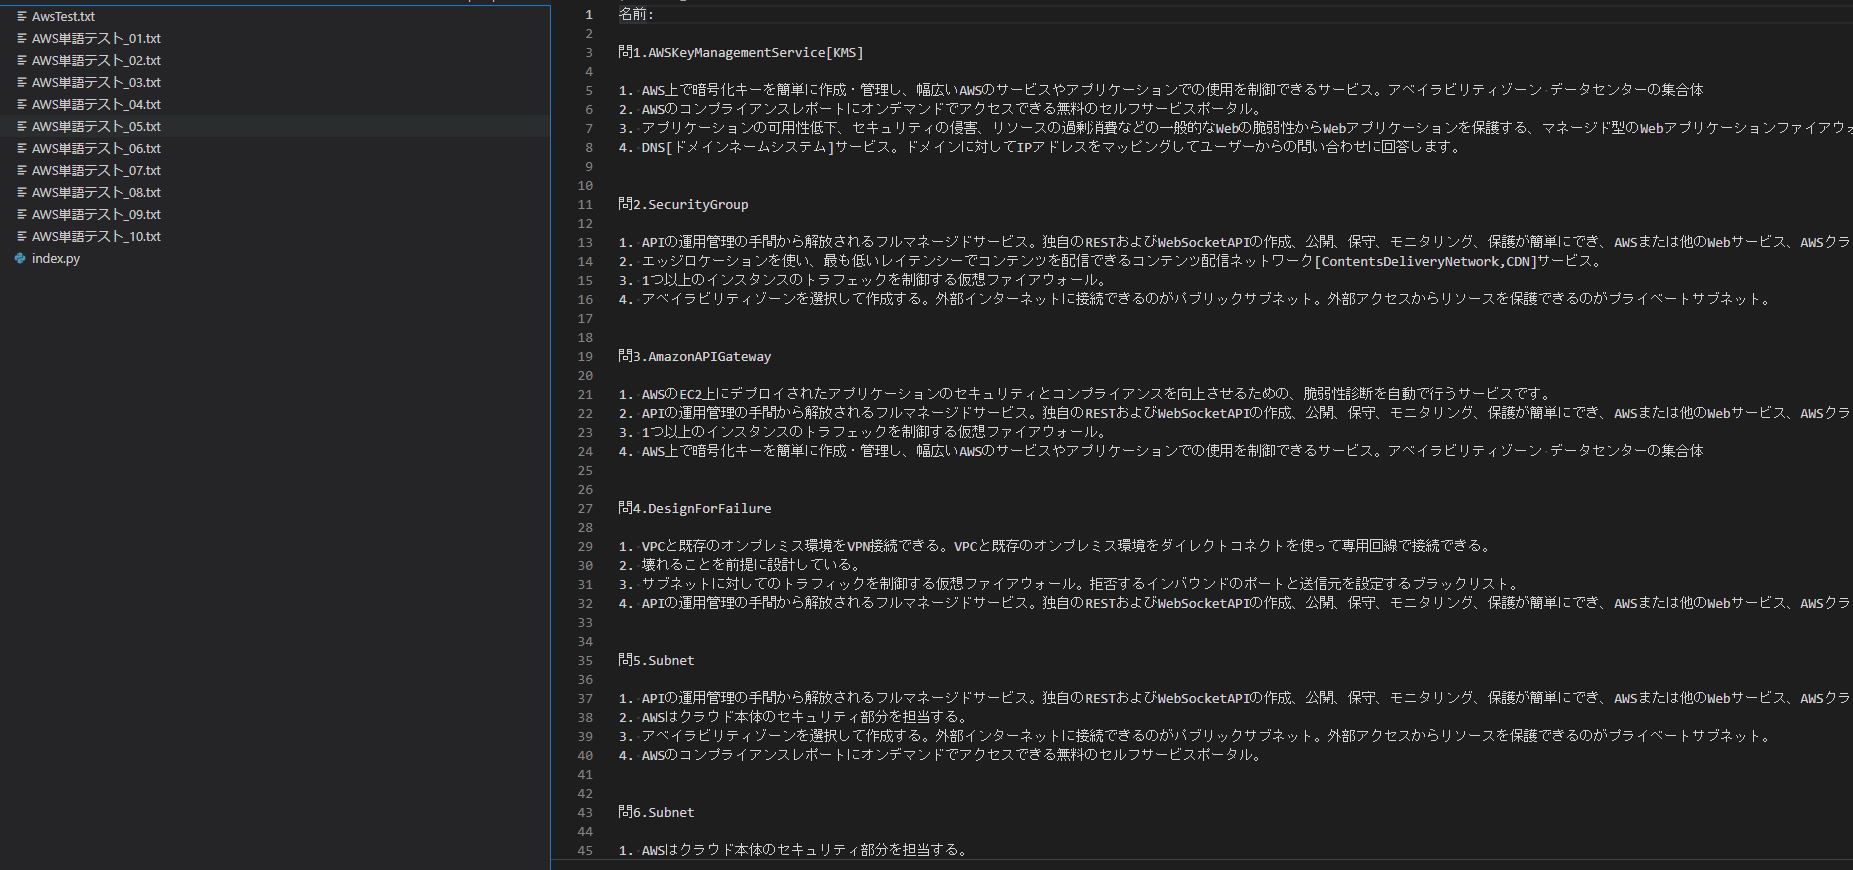 AwsTest.txt
AWS単語テスト_01.txt
AWS単語テスト_02.txt
AWS単語テスト_03.txt
AWS単語テスト_04.txt
AWS単語テスト_05.txt
AWS単語テスト_06.txt
AWS単語テスト_07.txt
AWS単語テスト_08.txt
AWS単語テスト_09.txt
AWS単語テスト_10.txt
index.py
1 名前:
2
3 問1.AWSKeyManagementService[KMS]
4
5 1. AWS上で暗号化キーを簡単に作成・管理し、幅広いAWSのサービスやアプリケーションでの使用を制御できるサービス。アベイラビリティゾーン データセンターの集合体
6 2. AWSのコンプライアンスレポートにオンデマンドでアクセスできる無料のセルフサービスポータル。
7 3. アプリケーションの可用性低下、セキュリティの侵害、リソースの過剰消費などの一般的なWebの脆弱性からWebアプリケーションを保護する、マネージド型のWebアプリケーションファイアウォ
8 4. DNS[ドメインネームシステム]サービス。ドメインに対してIPアドレスをマッピングしてユーザーからの問い合わせに回答します。
9
10
11 問2.SecurityGroup
12
13 1. APIの運用管理の手間から解放されるフルマネージドサービス。独自のRESTおよびWebSocketAPIの作成、公開、保守、モニタリング、保護が簡単にでき、AWSまたは他のWebサービス、AWSクラ
14 2. エッジロケーションを使い、最も低いレイテンシーでコンテンツを配信できるコンテンツ配信ネットワーク[ContentsDeliveryNetwork,CDN]サービス。
15 3. 1つ以上のインスタンスのトラフェックを制御する仮想ファイアウォール。
16 4. アベイラビリティゾーンを選択して作成する。外部インターネットに接続できるのがパブリックサブネット。外部アクセスからリソースを保護できるのがプライベートサブネット。
17
18
19 問3.AmazonAPIGateway
20
21 1. AWSのEC2上にデプロイされたアプリケーションのセキュリティとコンプライアンスを向上させるための、脆弱性診断を自動で行うサービスです。
22 2. APIの運用管理の手間から解放されるフルマネージドサービス。独自のRESTおよびWebSocketAPIの作成、公開、保守、モニタリング、保護が簡単にでき、AWSまたは他のWebサービス、AWSクラ
23 3. 1つ以上のインスタンスのトラフェックを制御する仮想ファイアウォール。
24 4. AWS上で暗号化キーを簡単に作成・管理し、幅広いAWSのサービスやアプリケーションでの使用を制御できるサービス。アベイラビリティゾーン データセンターの集合体
25
26
27 問4.DesignForFailure
28
29 1. VPCと既存のオンプレミス環境をVPN接続できる。VPCと既存のオンプレミス環境をダイレクトコネクトを使って専用回線で接続できる。
30 2. 壊れることを前提に設計している。
31 3. サブネットに対してのトラフィックを制御する仮想ファイアウォール。拒否するインバウンドのポートと送信元を設定するブラックリスト。
32 4. APIの運用管理の手間から解放されるフルマネージドサービス。独自のRESTおよびWebSocketAPIの作成、公開、保守、モニタリング、保護が簡単にでき、AWSまたは他のWebサービス、AWSクラ
33
34
35 問5.Subnet
36
37 1. APIの運用管理の手間から解放されるフルマネージドサービス。独自のRESTおよびWebSocketAPIの作成、公開、保守、モニタリング、保護が簡単にでき、AWSまたは他のWebサービス、AWSクラ
38 2. AWSはクラウド本体のセキュリティ部分を担当する。
39 3. アベイラビリティゾーンを選択して作成する。外部インターネットに接続できるのがパブリックサブネット。外部アクセスからリソースを保護できるのがプライベートサブネット。
40 4. AWSのコンプライアンスレポートにオンデマンドでアクセスできる無料のセルフサービスポータル。
41
42
43 問6.Subnet
44
45 1. AWSはクラウド本体のセキュリティ部分を担当する。